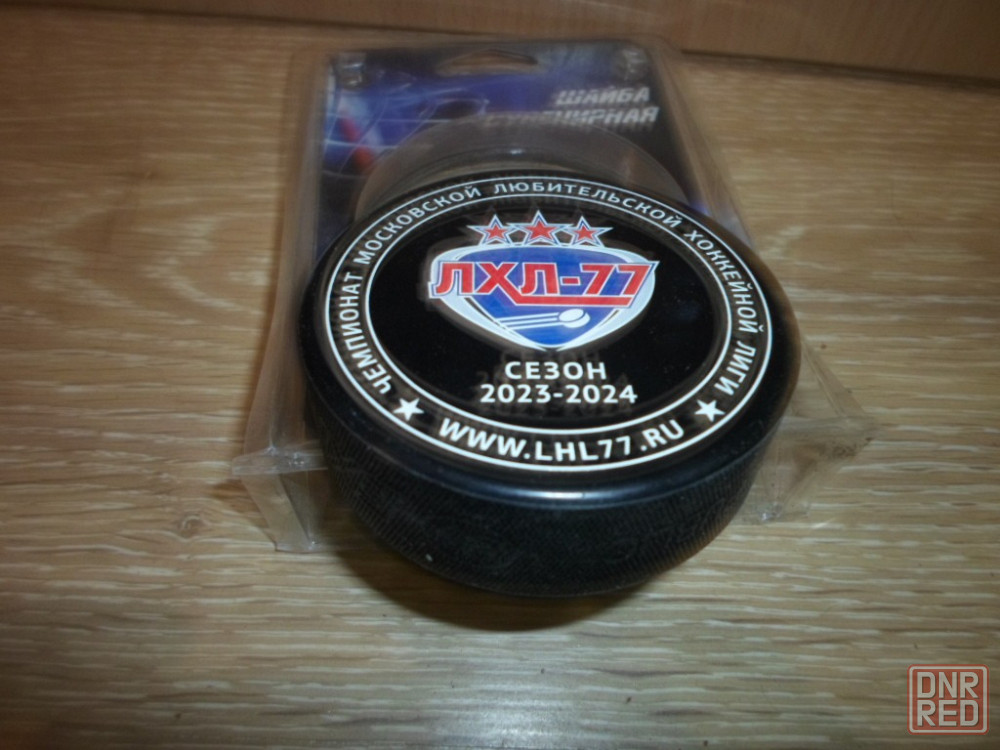 ШАЙБА
СУВЕНИРНАЯ
ЧЕМПИОНАТ МОСКОВСКОЙ ЛЮБИТЕЛЬСКОЙ ХОККЕЙНОЙ ЛИГИ
ЛХЛ-77
СЕЗОН
2023-2024
WWW.LHL77.RU
DNR
RED